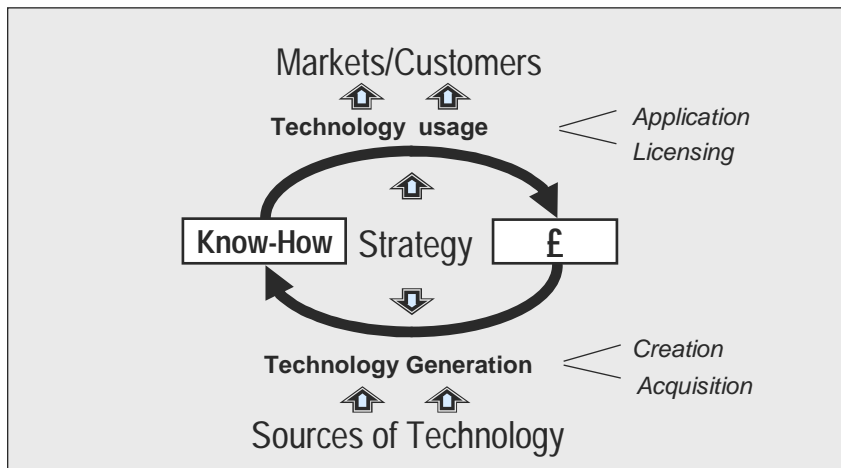 Markets/Customers
Technology usage
Application
Licensing
Know-How
Strategy
£
Technology Generation
Creation
Acquisition
Sources of Technology